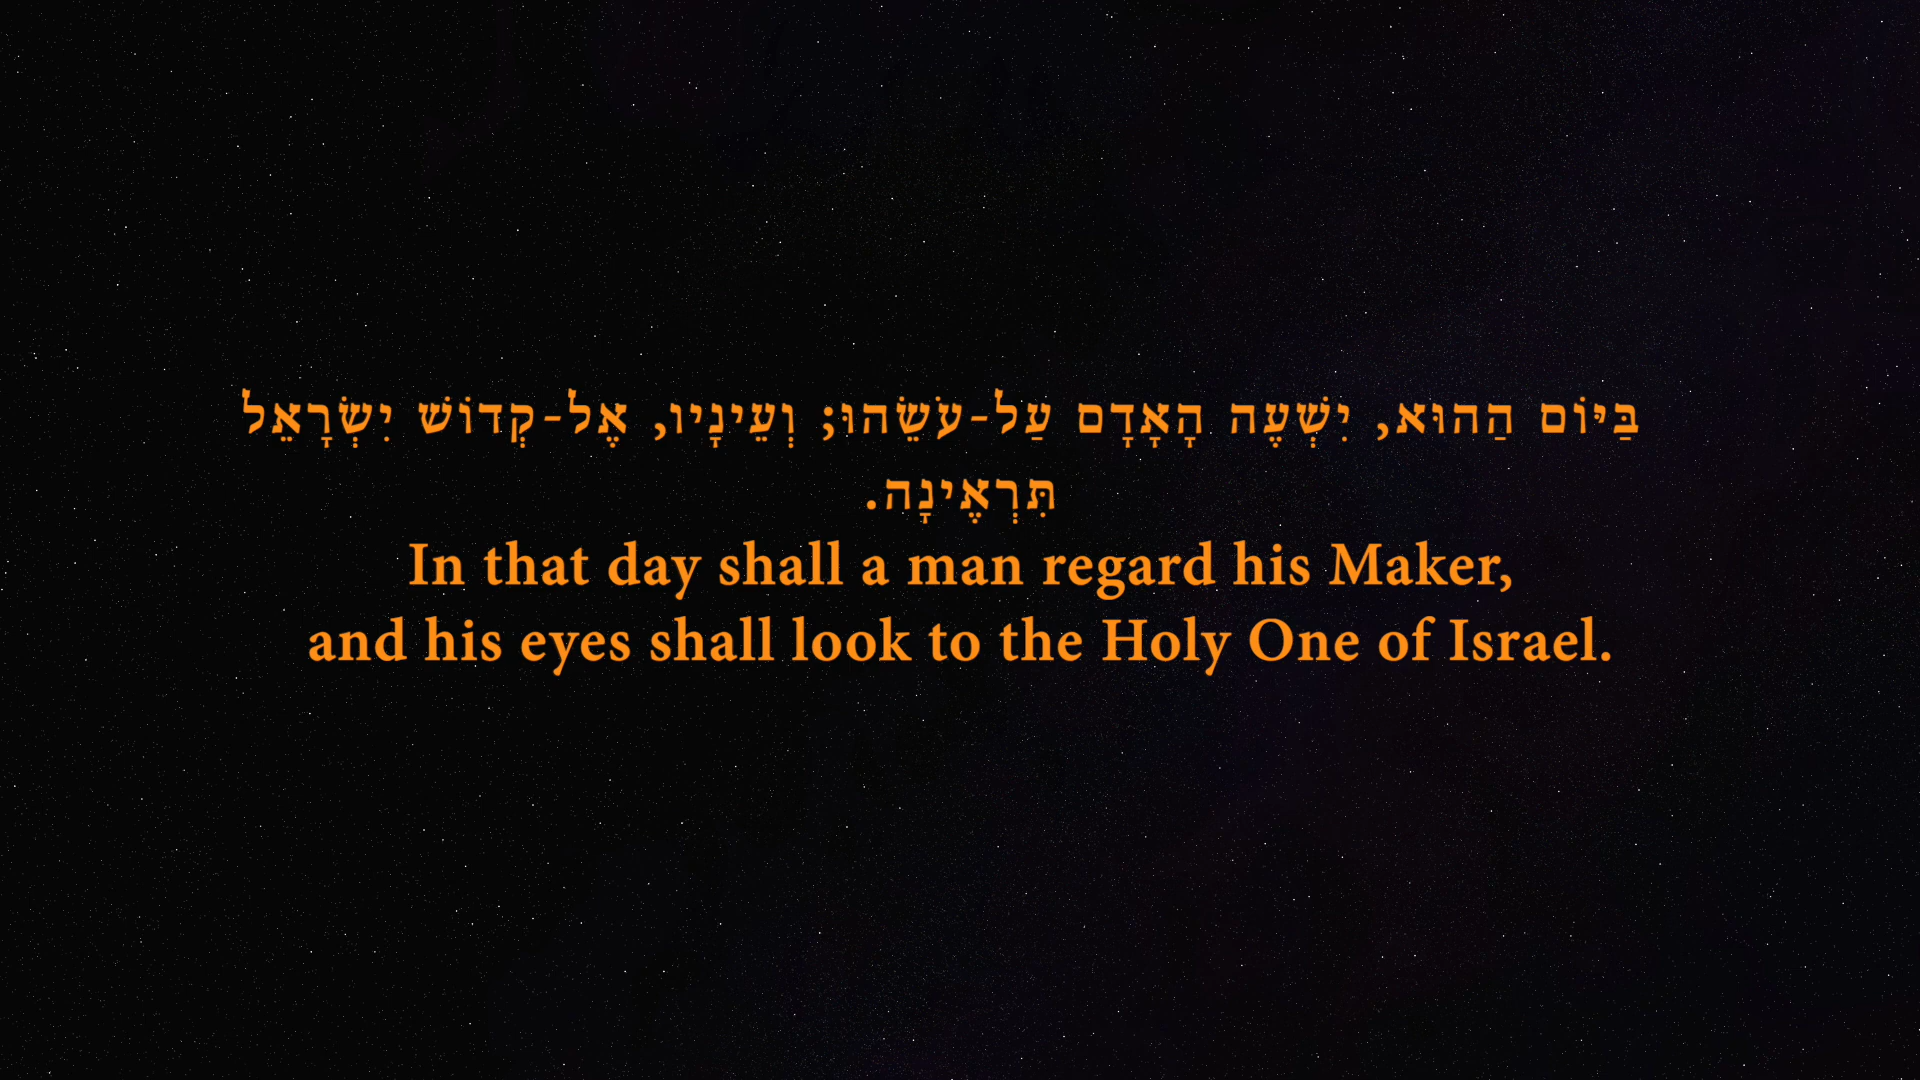 בַּיּוֹם הַהוּא, יִשְׁעֶה הָאָדָם עַל-עֹשֵׂהוּ; וְעֵינָיו, אֶל-קְדוֹשׁ יִשְׂרָאֵל
תִּרְאֶינָה.
In that day shall a man regard his Maker,
and his eyes shall look to the Holy One of Israel.